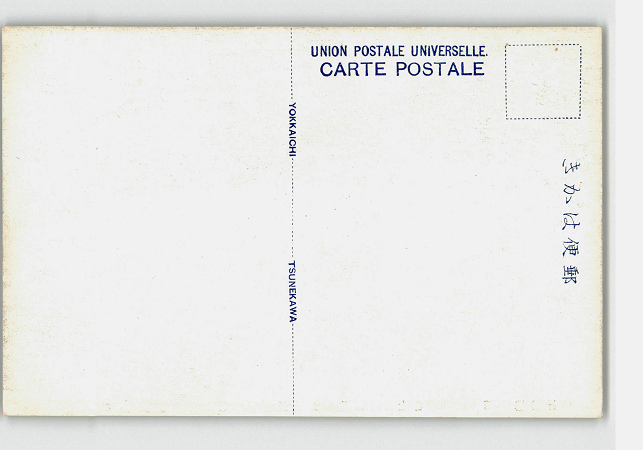 UNION POSTALE UNIVERSELLE.
CARTE POSTALE
YOKKAICHI
TSUNEKAWA
きかは便郵